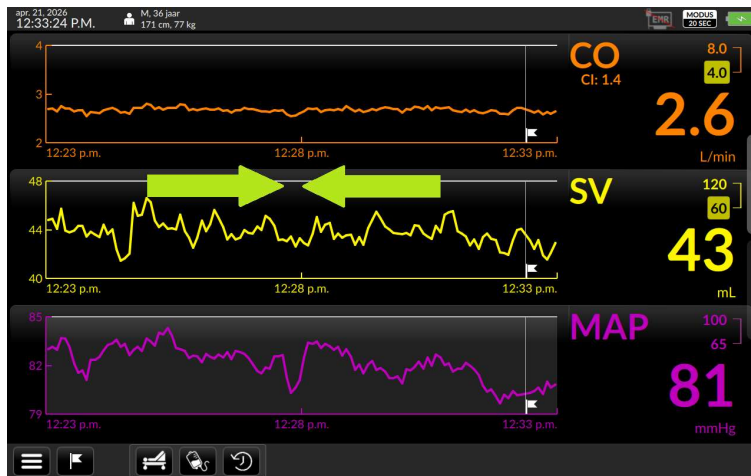 apr. 21, 2026
12:33:24 P.M.
M, 36 jaar
171 cm, 77 kg
EMR
MODUS
20 SEC
4
3
2
12:23 p.m.
12:28 p.m.
12:33 p.m.
CO
CI: 1.4
8.0
4.0
2.6
L/min
48
44
40
12:23 p.m.
12:28 p.m.
12:33 p.m.
SV
120
60
43
mL
85
82
79
12:23 p.m.
12:28 p.m.
12:33 p.m.
MAP
100
65
81
mmHg